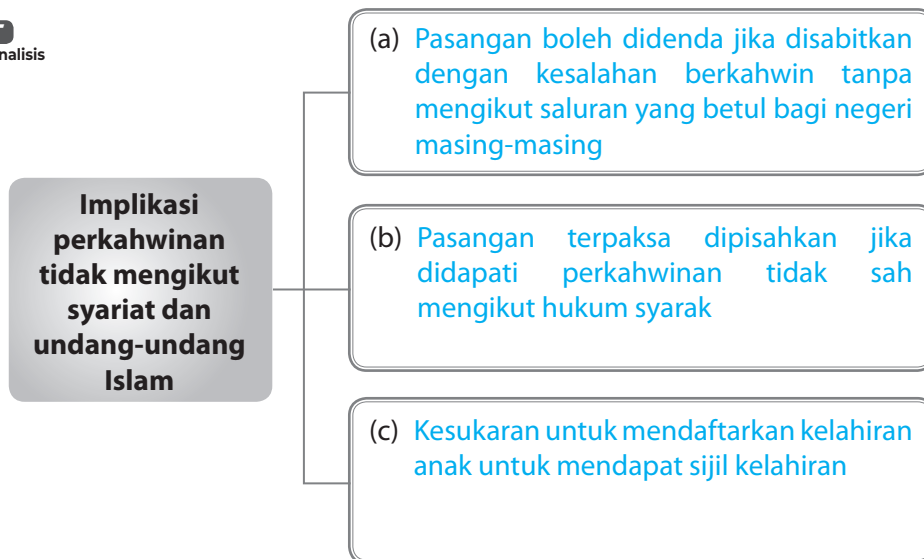 nalisis
(a) Pasangan boleh didenda jika disabitkan
dengan kesalahan berkahwin tanpa
mengikut saluran yang betul bagi negeri
masing-masing
Implikasi
perkahwinan
tidak mengikut
syariat dan
undang-undang
Islam
(b) Pasangan terpaksa dipisahkan jika
didapati perkahwinan tidak sah
mengikut hukum syarak
(c) Kesukaran untuk mendaftarkan kelahiran
anak untuk mendapat sijil kelahiran